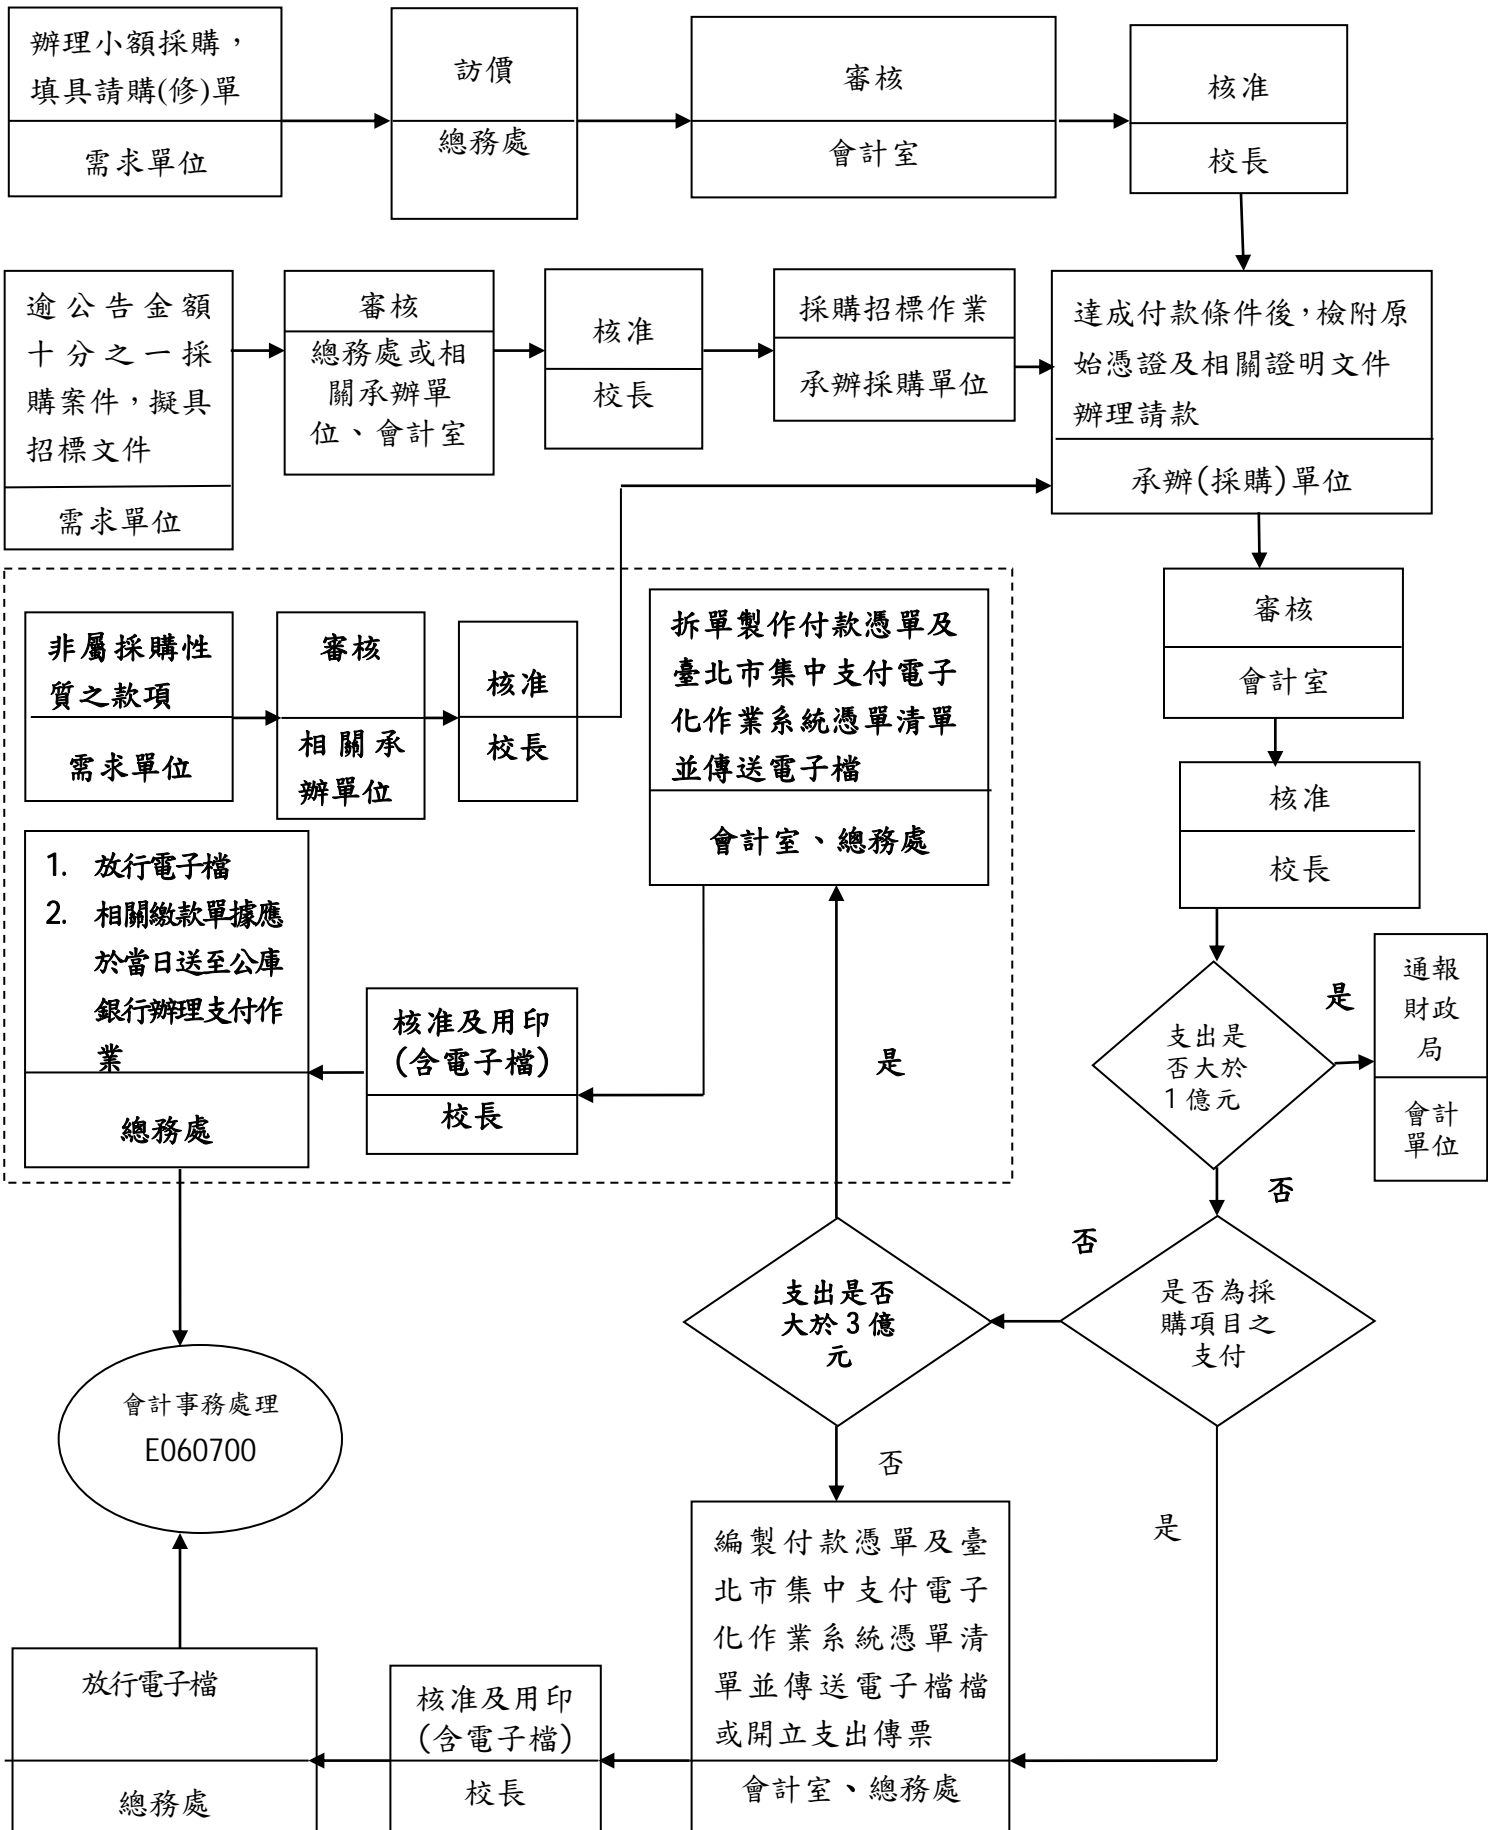 辦理小額採購，
填具請購(修)單
需求單位
訪價
總務處
審核
會計室
核准
校長
逾公告金額
十分之一採
購案件，擬具
招標文件
需求單位
審核
總務處或相
關承辦單
位、會計室
核准
校長
採購招標作業
承辦採購單位
達成付款條件後，檢附原
始憑證及相關證明文件
辦理請款
承辦(採購)單位
非屬採購性
質之款項
需求單位
審核
相關承
辦單位
核准
校長
拆單製作付款憑單及
臺北市集中支付電子
化作業系統憑單清單
並傳送電子檔
會計室、總務處
審核
會計室
核准
校長
1. 放行電子檔
2. 相關繳款單據應
於當日送至公庫
銀行辦理支付作
業
總務處
核准及用印
(含電子檔)
校長
是
支出是
否大於
1億元
是
通報
財政
局
會計
單位
否
否
支出是否
大於3億
元
是否為採
購項目之
支付
會計事務處理
E060700
否
是
編製付款憑單及臺
北市集中支付電子
化作業系統憑單清
單並傳送電子檔檔
或開立支出傳票
會計室、總務處
核准及用印
(含電子檔)
校長
放行電子檔
總務處